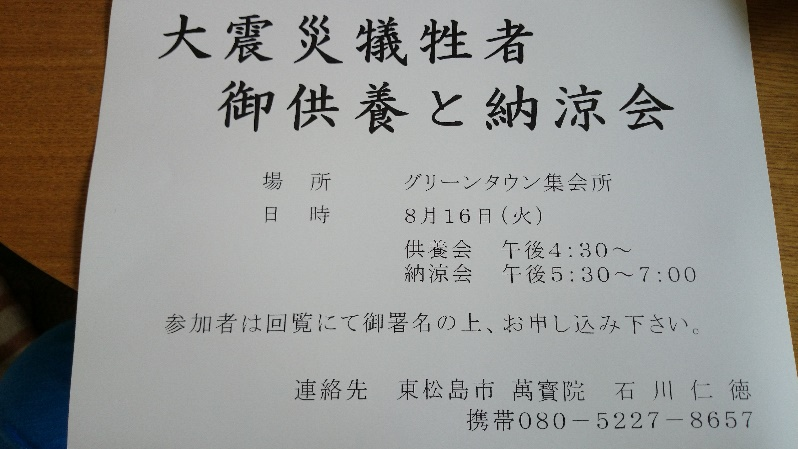 大震災犠牲者
御供養と納涼会
場 所 グリーンタウン集会所
日 時 8月16日(火)
供養会 午後4:30～
納涼会 午後5:30～7:00
参加者は回覧にて御署名の上、お申し込み下さい。
連絡先 東松島市 萬寳院 石川仁徳
携帯080－5227－8657